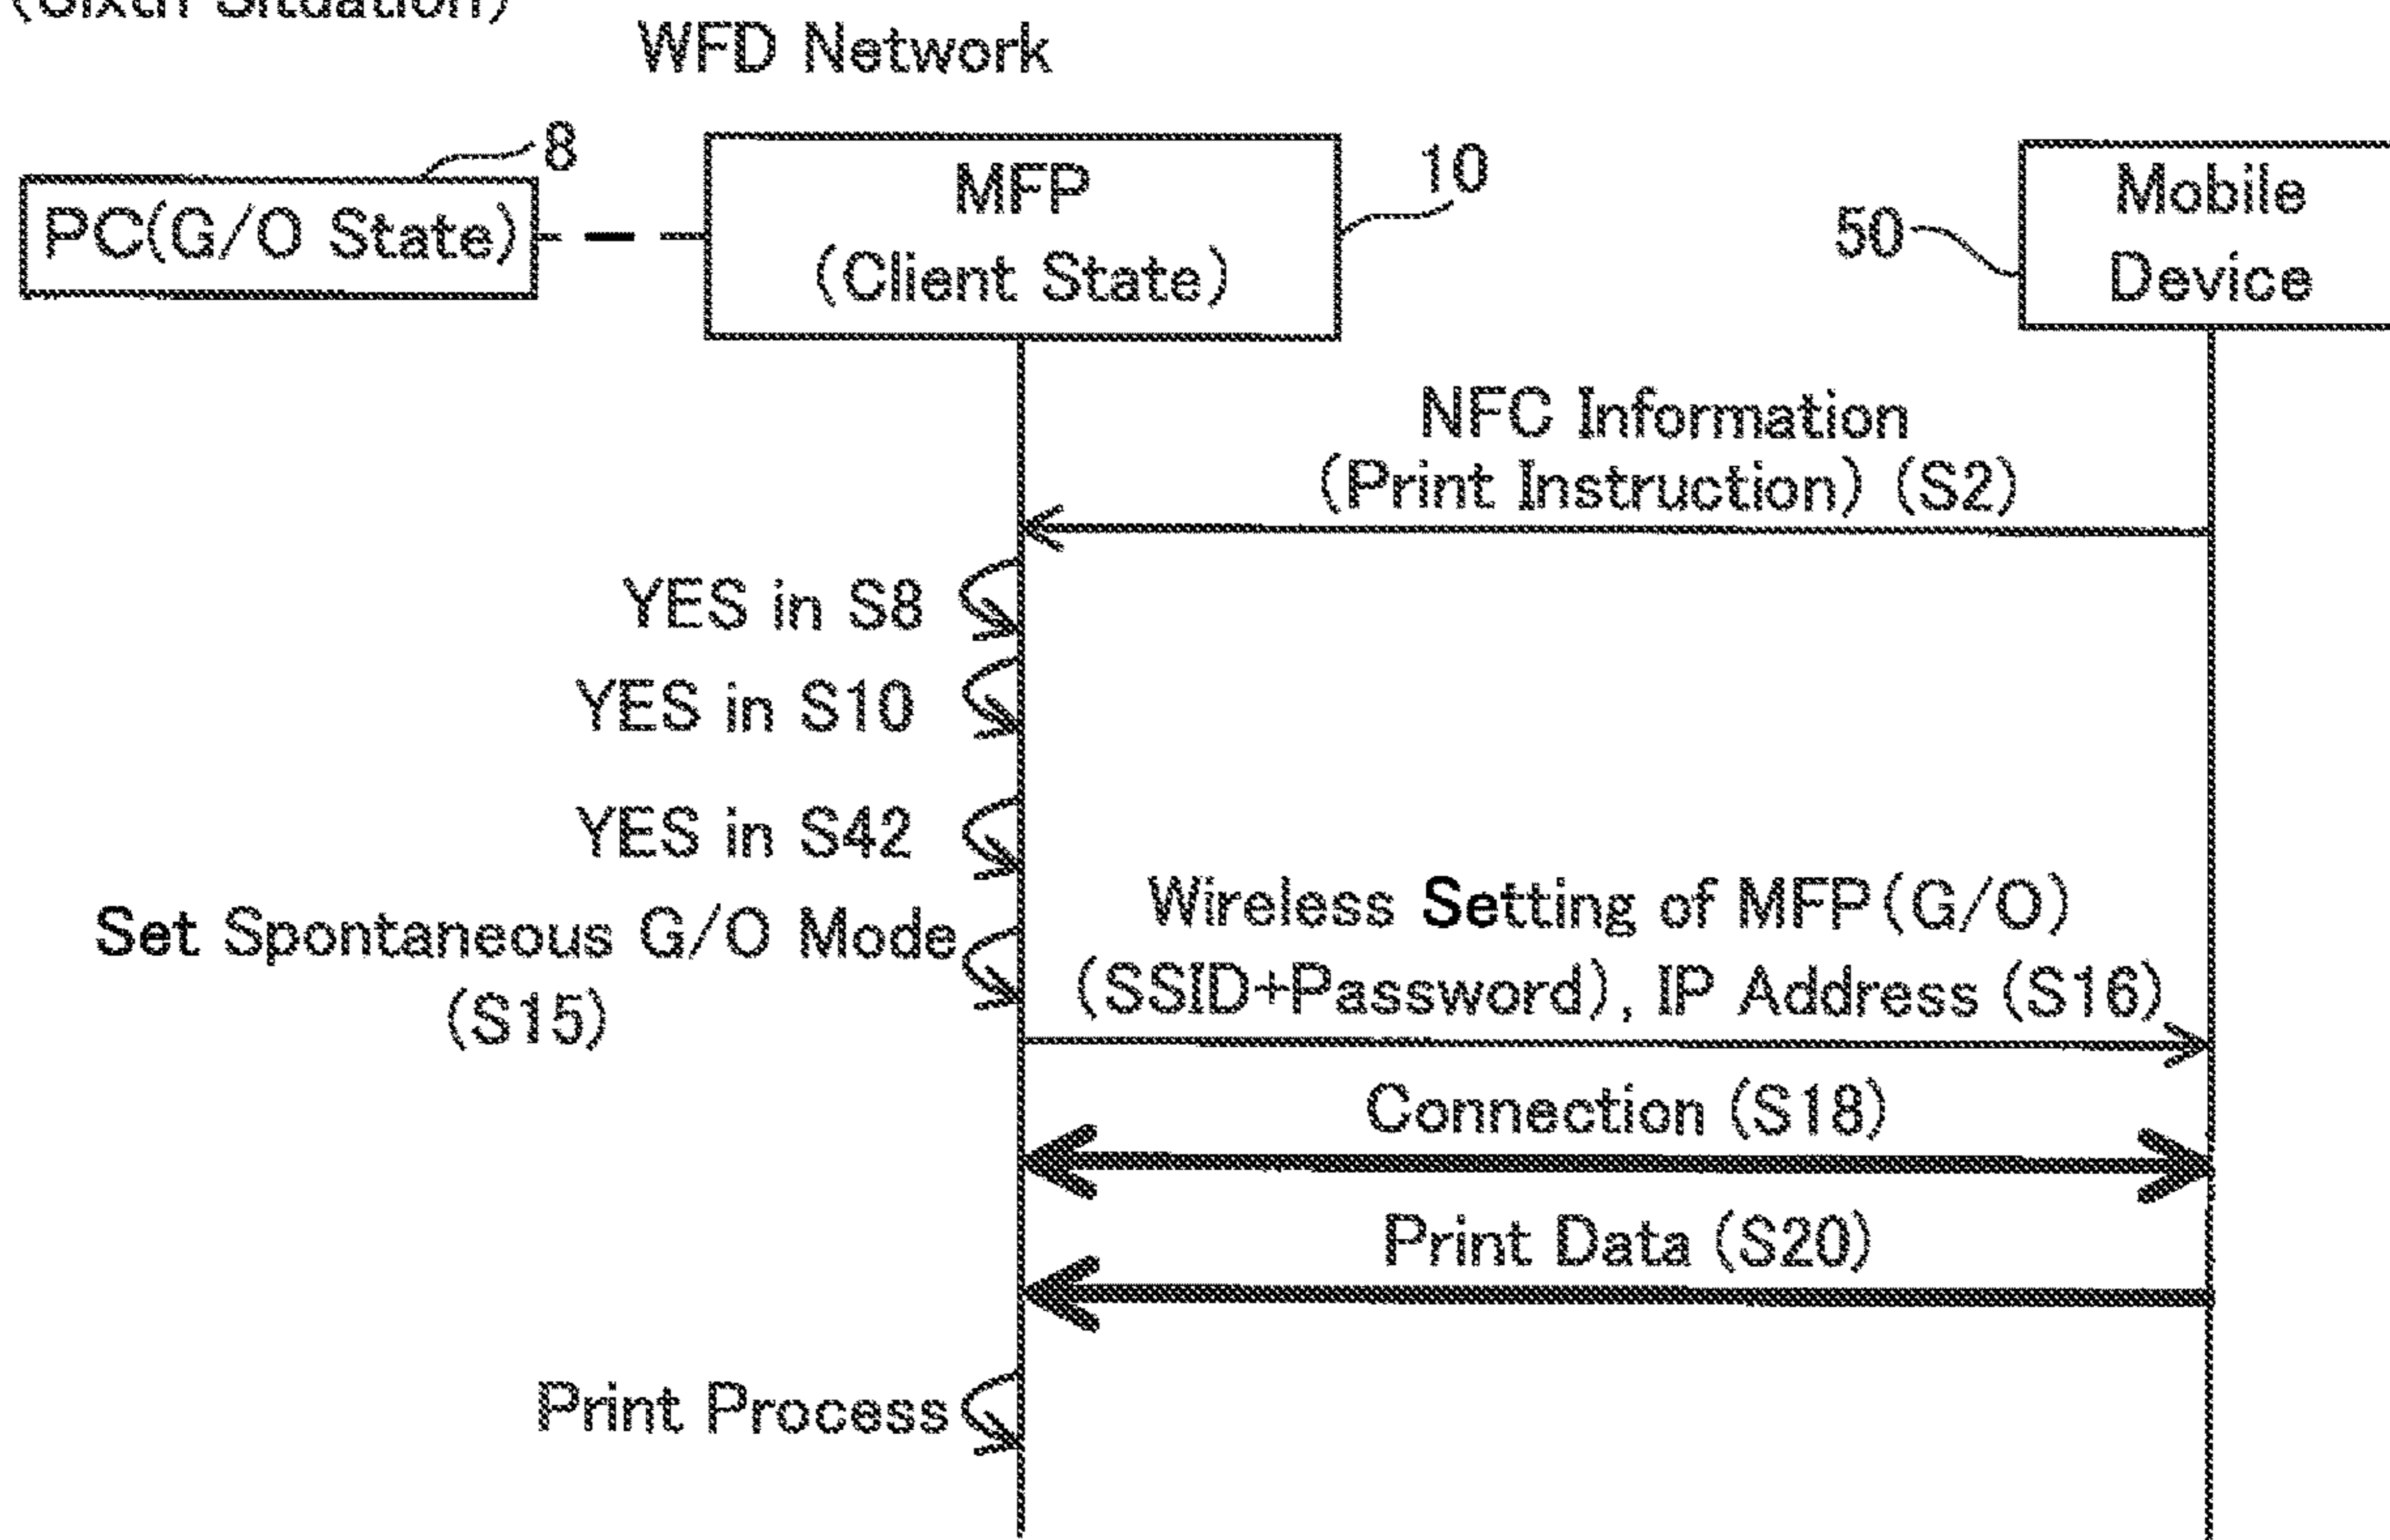 (Sixth Situation)
WFD Network
8
PC(G/O State)
MFP
(Client State)
10
50
Mobile
Device
NFC Information
(Print Instruction) (S2)
YES in S8
YES in S10
YES in S42
Set Spontaneous G/O Mode
(S15)
Wireless Setting of MFP(G/O)
(SSID+Password), IP Address (S16)
Connection (S18)
Print Data (S20)
Print Process